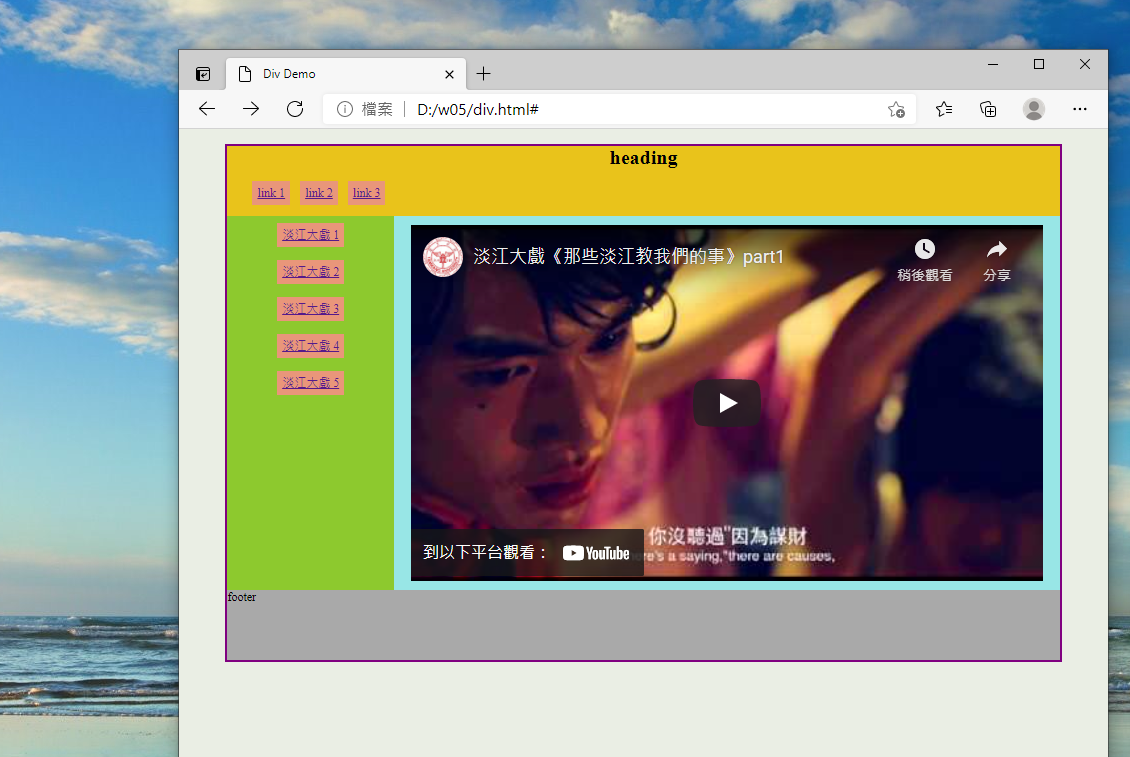 Div Demo
檔案 D:/w05/div.html#
heading
link 1 link 2 link 3
淡江大戲 1
淡江大戲 2
淡江大戲 3
淡江大戲 4
淡江大戲 5
淡江大戲《那些淡江教我們的事》part1
稍後觀看 分享
你沒聽過"因為謀財
here's a saying,"there are causes,
到以下平台觀看： YouTube
footer